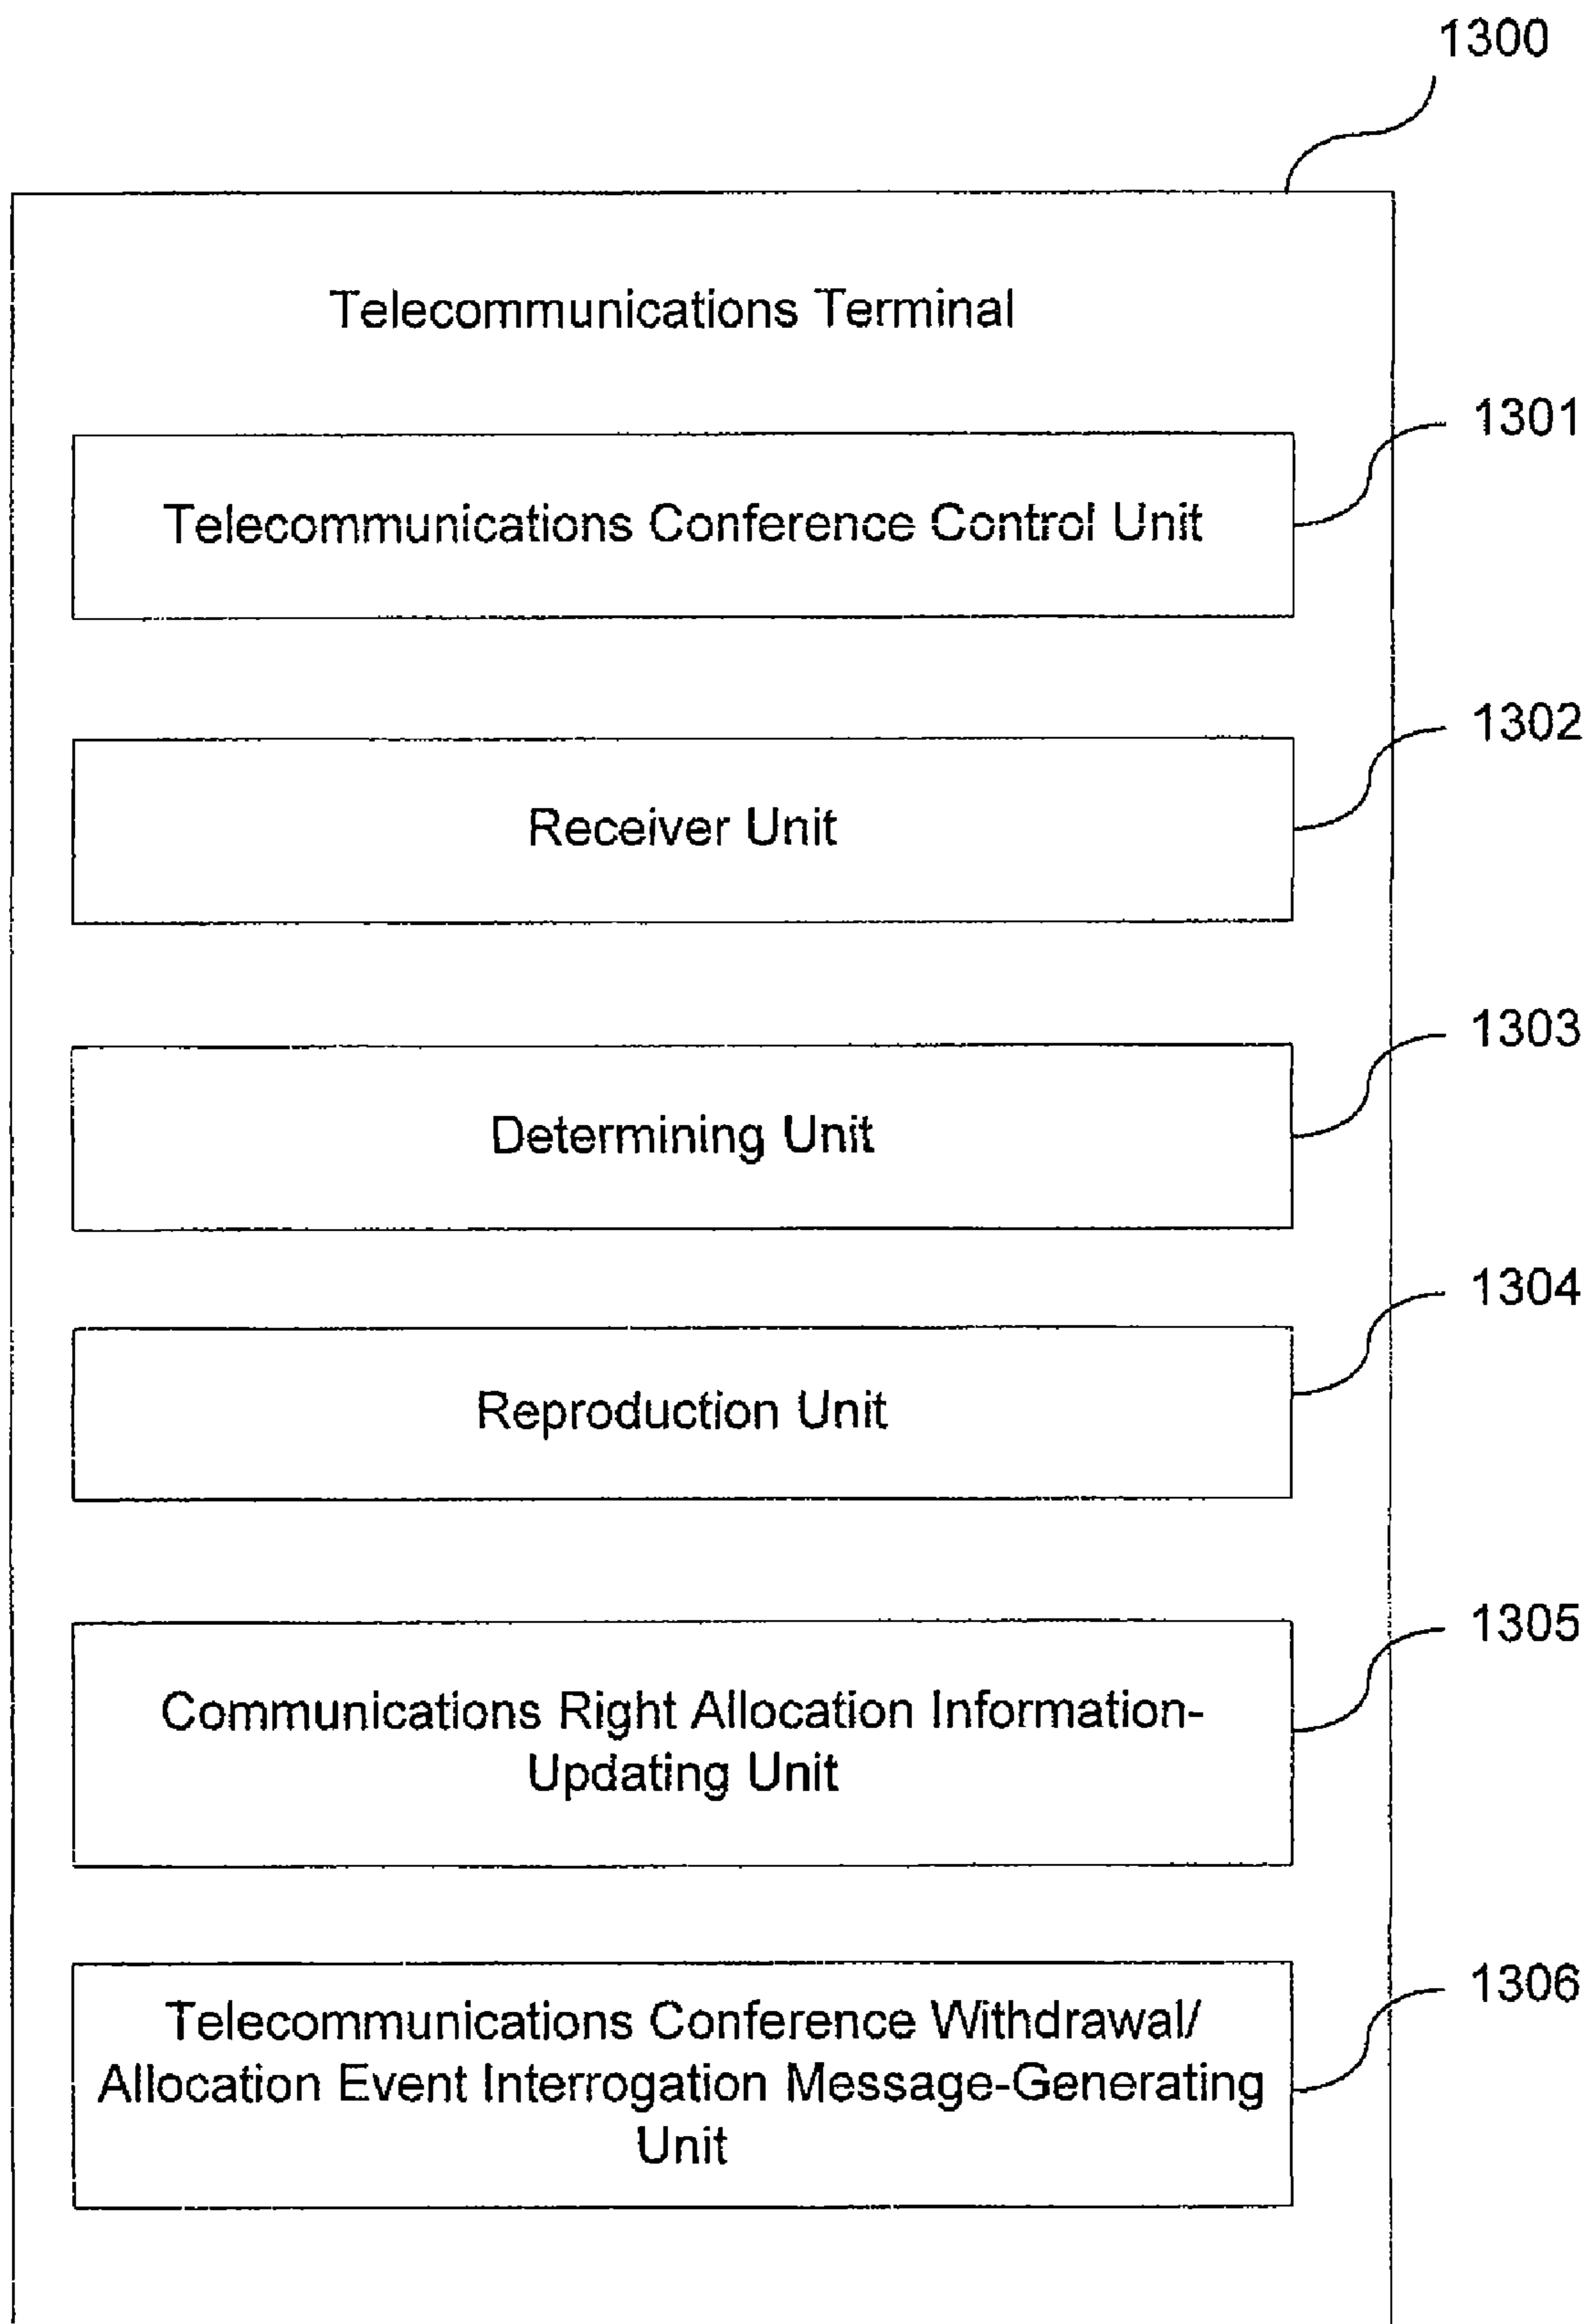 1300
Telecommunications Terminal
1301
Telecommunications Conference Control Unit
1302
Receiver Unit
1303
Determining Unit
1304
Reproduction Unit
1305
Communications Right Allocation Information-
Updating Unit
1306
Telecommunications Conference Withdrawal/
Allocation Event Interrogation Message-Generating
Unit